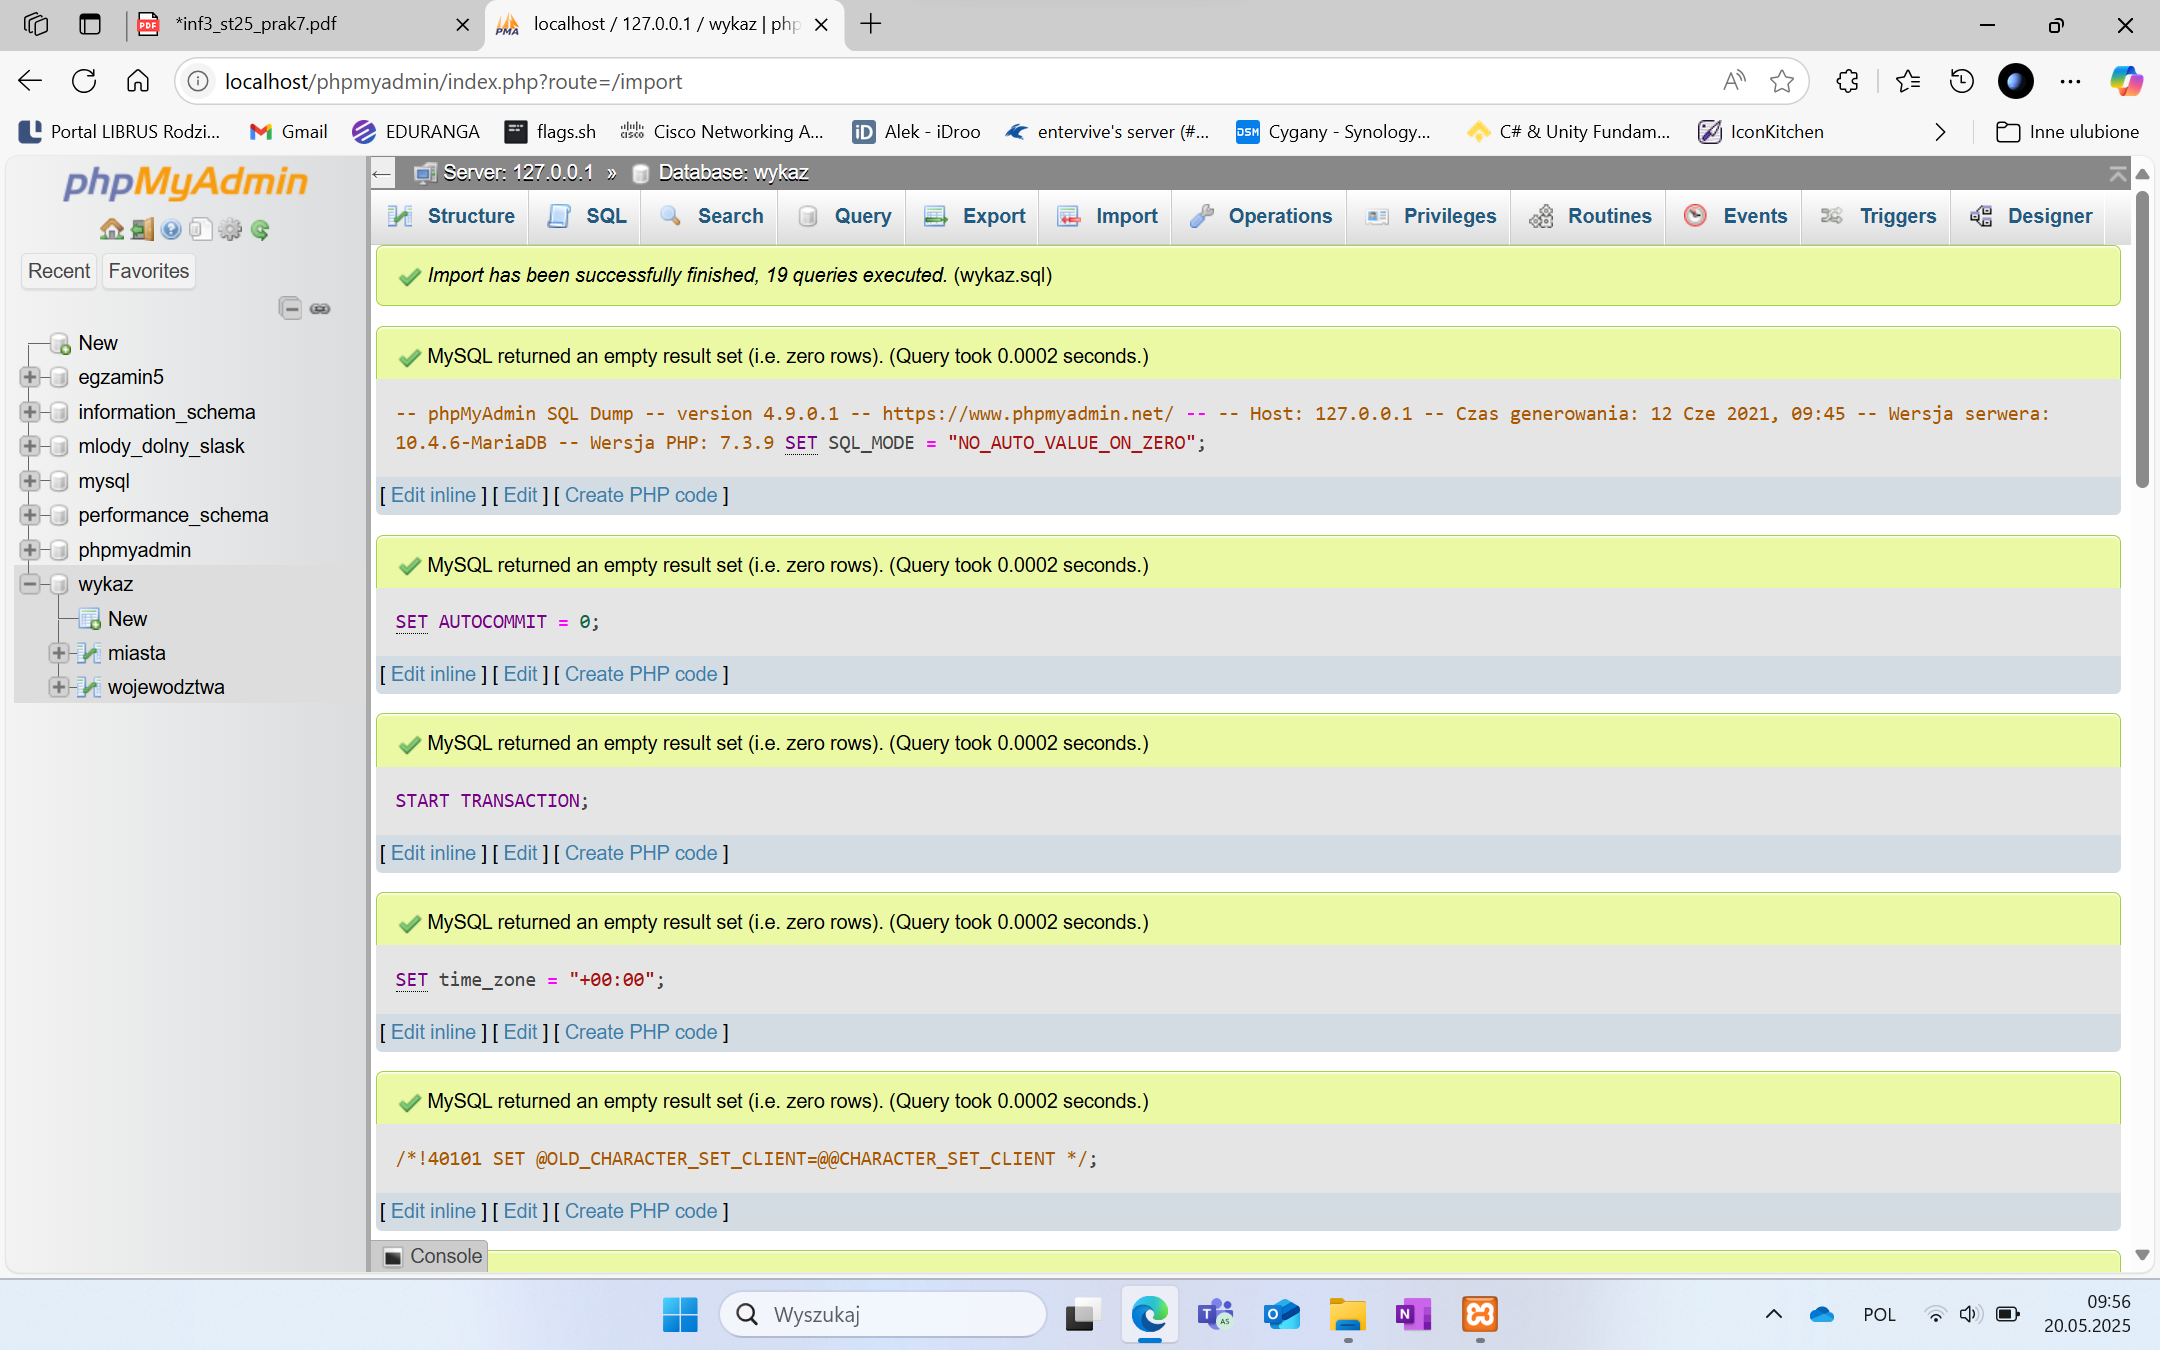 *inf3_st25_prak7.pdf
localhost / 127.0.0.1 / wykaz | php
localhost/phpmyadmin/index.php?route=/import
Portal LIBRUS Rodzi...
Gmail
EDURANGA
flags.sh
Cisco Networking A...
Alek - iDroo
entervive's server (#...
Cygany - Synology...
C# & Unity Fundam...
IconKitchen
Inne ulubione
phpMyAdmin
Recent
Favorites
New
egzamin5
information_schema
mlody_dolny_slask
mysql
performance_schema
phpmyadmin
wykaz
New
miasta
wojewodztwa
Server: 127.0.0.1 » Database: wykaz
Structure
SQL
Search
Query
Export
Import
Operations
Privileges
Routines
Events
Triggers
Designer
Import has been successfully finished, 19 queries executed. (wykaz.sql)
MySQL returned an empty result set (i.e. zero rows). (Query took 0.0002 seconds.)
-- phpMyAdmin SQL Dump -- version 4.9.0.1 -- https://www.phpmyadmin.net/ -- -- Host: 127.0.0.1 -- Czas generowania: 12 Cze 2021, 09:45 -- Wersja serwera:
10.4.6-MariaDB -- Wersja PHP: 7.3.9 SET SQL_MODE = "NO_AUTO_VALUE_ON_ZERO";
[ Edit inline ] [ Edit ] [ Create PHP code ]
MySQL returned an empty result set (i.e. zero rows). (Query took 0.0002 seconds.)
SET AUTOCOMMIT = 0;
[ Edit inline ] [ Edit ] [ Create PHP code ]
MySQL returned an empty result set (i.e. zero rows). (Query took 0.0002 seconds.)
START TRANSACTION;
[ Edit inline ] [ Edit ] [ Create PHP code ]
MySQL returned an empty result set (i.e. zero rows). (Query took 0.0002 seconds.)
SET time_zone = "+00:00";
[ Edit inline ] [ Edit ] [ Create PHP code ]
MySQL returned an empty result set (i.e. zero rows). (Query took 0.0002 seconds.)
/*!40101 SET @OLD_CHARACTER_SET_CLIENT=@@CHARACTER_SET_CLIENT */;
[ Edit inline ] [ Edit ] [ Create PHP code ]
Console
Wyszukaj
POL
09:56
20.05.2025